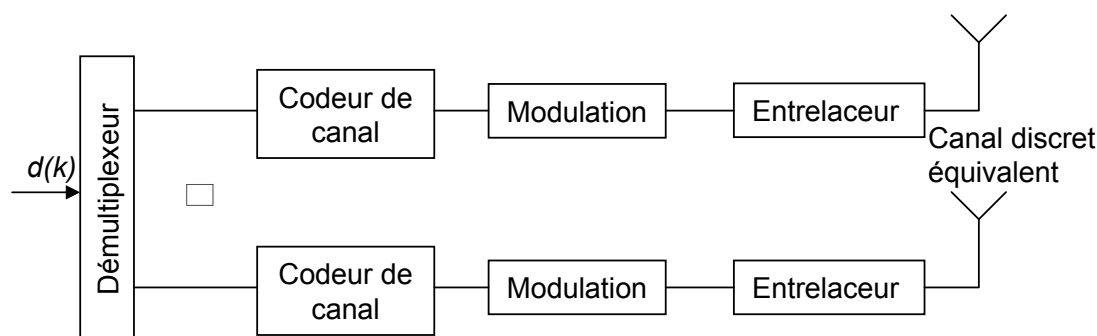 Codeur de
canal
Modulation
Entrelaceur
Canal discret
équivalent
d(k)
Démultiplexeur
Codeur de
canal
Modulation
Entrelaceur